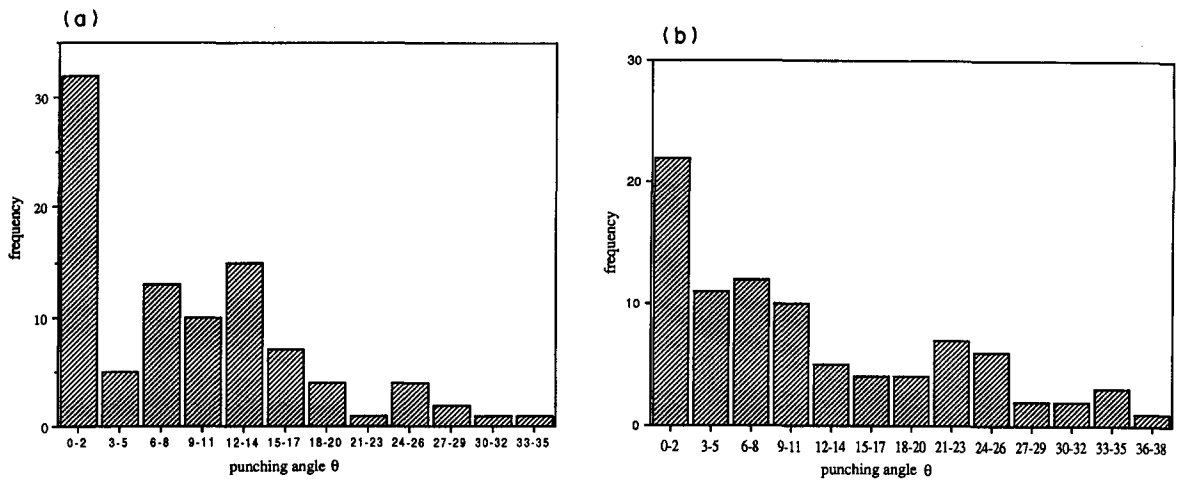 (a)
30
20
10
0
frequency
0-2 3-5 6-8 9-11 12-14 15-17 18-20 21-23 24-26 27-29 30-32 33-35
punching angle θ
(b)
30
20
10
0
frequency
0-2 3-5 6-8 9-11 12-14 15-17 18-20 21-23 24-26 27-29 30-32 33-35 36-38
punching angle θ